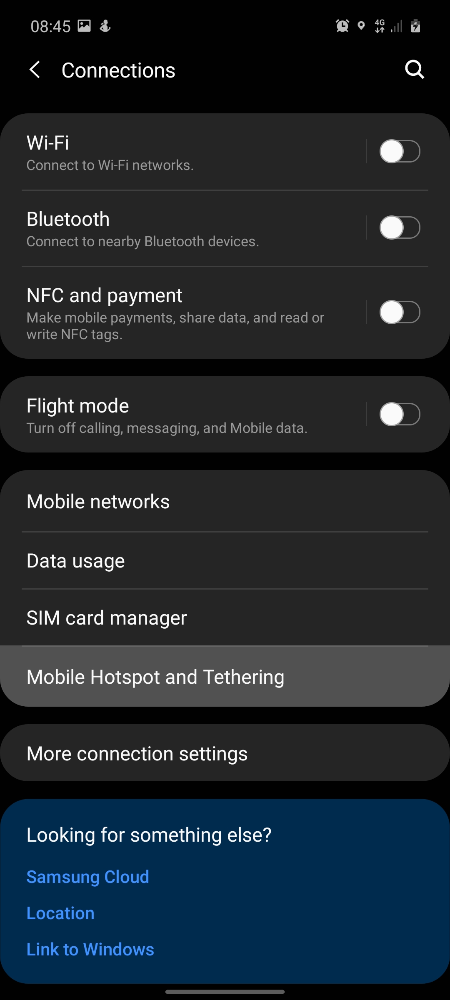 08:45
4G
Connections
Wi-Fi
Connect to Wi-Fi networks.
Bluetooth
Connect to nearby Bluetooth devices.
NFC and payment
Make mobile payments, share data, and read or
write NFC tags.
Flight mode
Turn off calling, messaging, and Mobile data.
Mobile networks
Data usage
SIM card manager
Mobile Hotspot and Tethering
More connection settings
Looking for something else?
Samsung Cloud
Location
Link to Windows